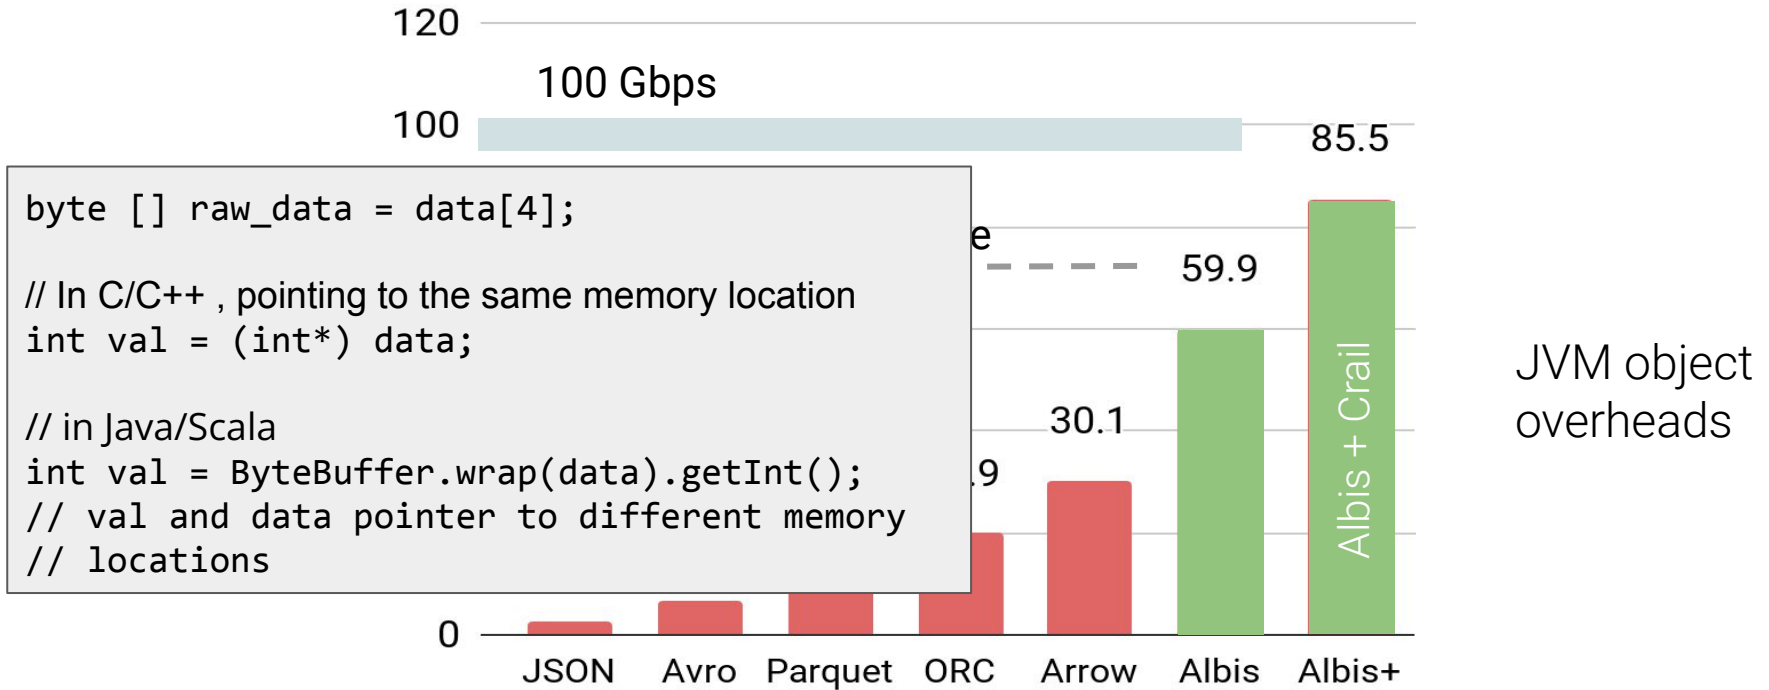 120
100 Gbps
100
85.5
byte [] raw_data = data[4];
e
// In C/C++ , pointing to the same memory location
59.9
int val = (int*) data;
JVM object
overheads
// in Java/Scala
30.1
int val = ByteBuffer.wrap(data).getInt();
.9
// val and data pointer to different memory
// locations
Albis + Crail
0
JSON Avro Parquet ORC Arrow Albis Albis+